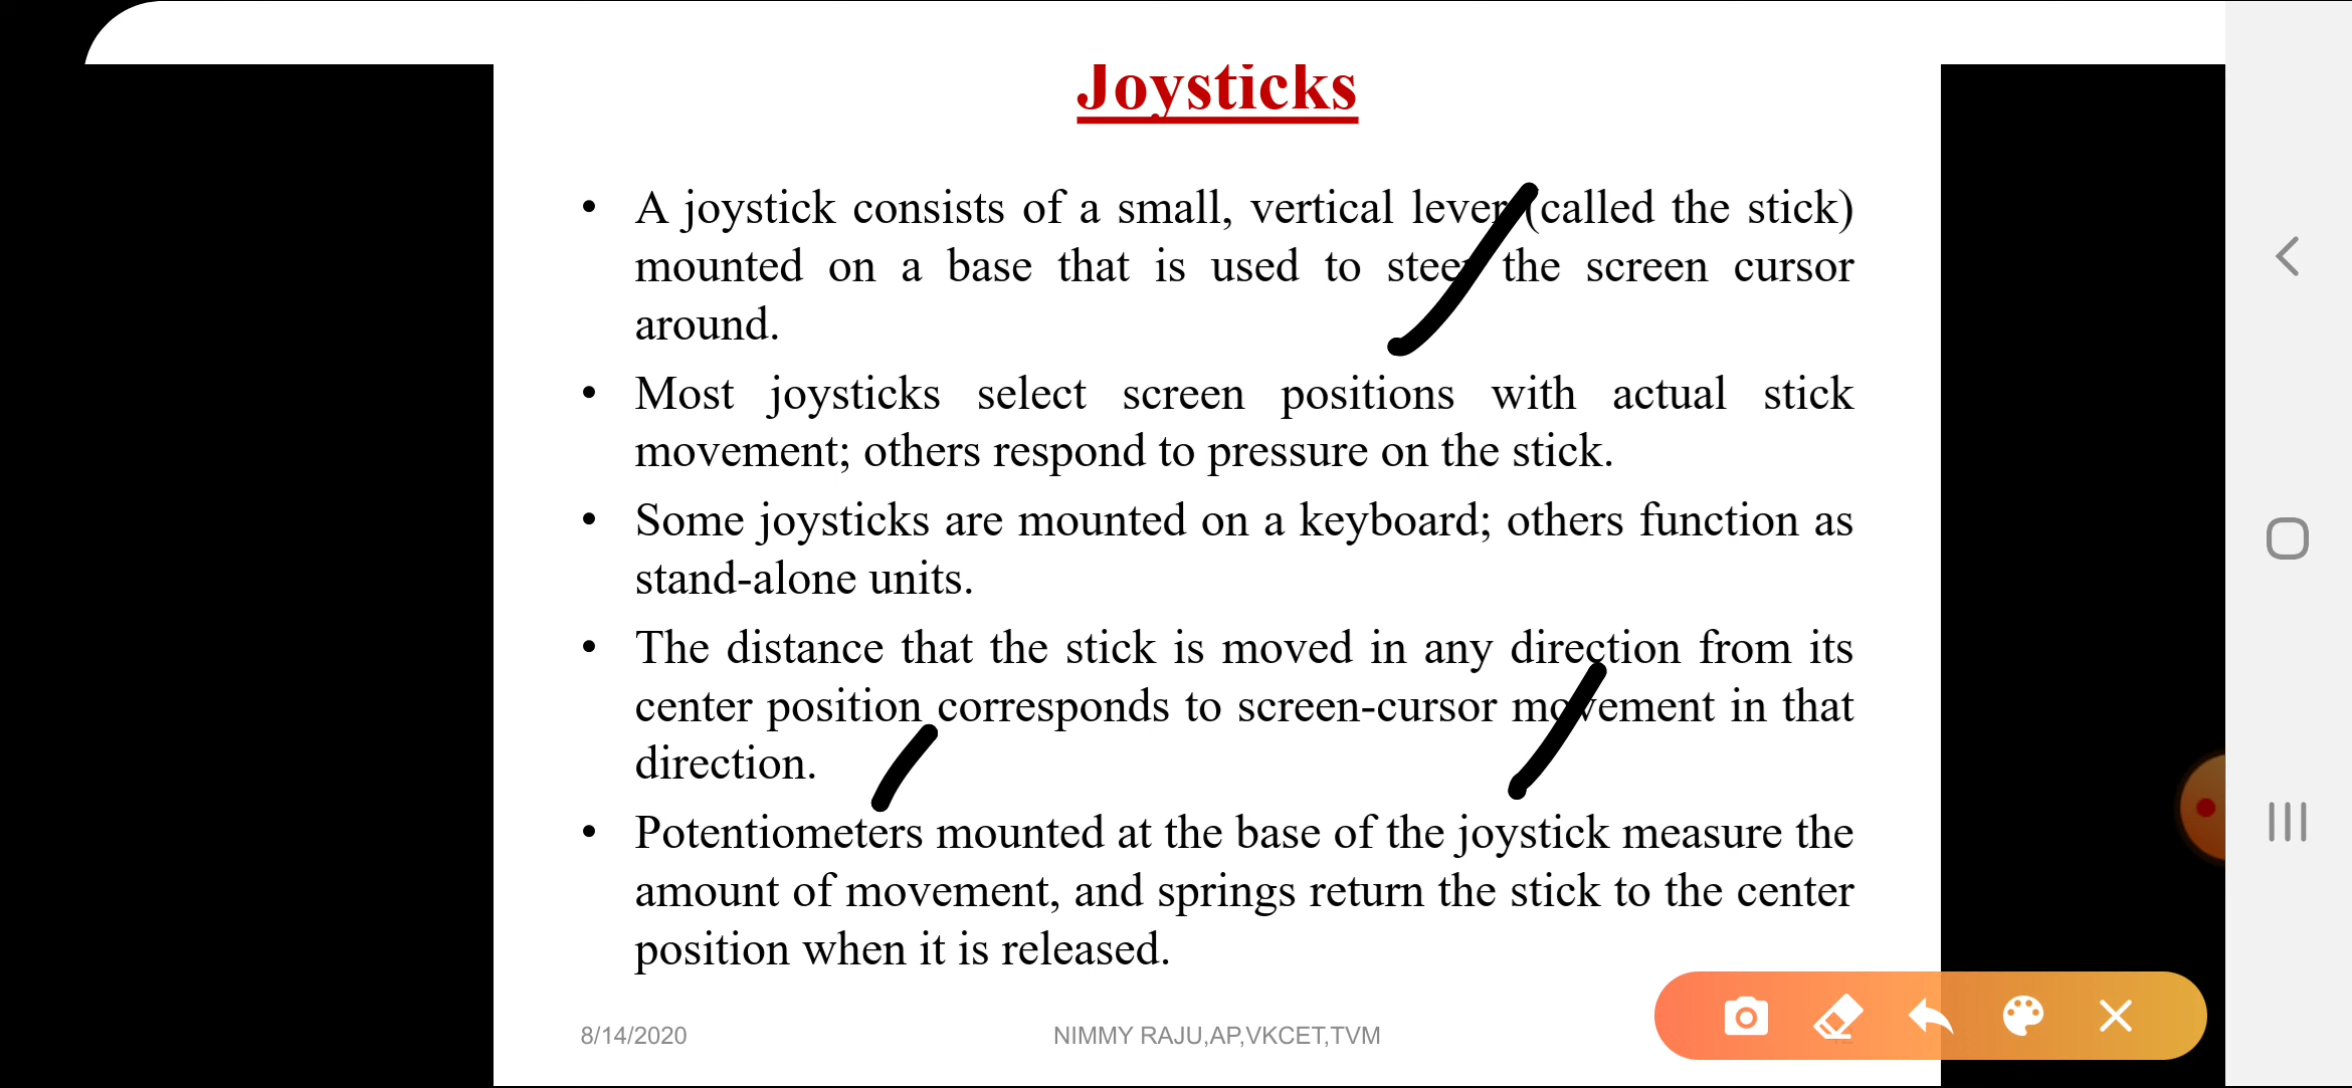 Joysticks
• A joystick consists of a small, vertical lever (called the stick)
mounted on a base that is used to steer the screen cursor
around.
• Most joysticks select screen positions with actual stick
movement; others respond to pressure on the stick.
• Some joysticks are mounted on a keyboard; others function as
stand-alone units.
• The distance that the stick is moved in any direction from its
center position corresponds to screen-cursor movement in that
direction.
• Potentiometers mounted at the base of the joystick measure the
amount of movement, and springs return the stick to the center
position when it is released.
8/14/2020 NIMMY RAJU,AP,VKCET,TVM